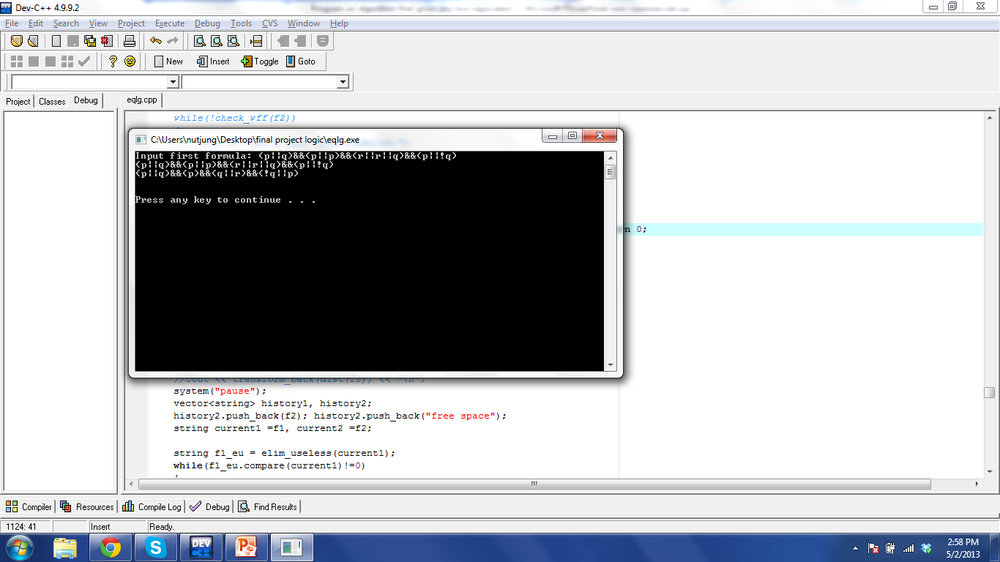 Dev-C++ 4.9.9.2
File Edit Search View Project Execute Debug Tools CVS Window Help
New Insert Toggle Goto
Project Classes Debug
eqlg.cpp
while(!check_wff(f2))
C:\Users\nutjung\Desktop\final project logic\eqlg.exe
Input first formula: (p||q)&&(p||p)&&(r||r||q)&&(p||!q)
(p||q)&&(p||p)&&(r||r||q)&&(p||!q)
(p||q)&&(p)&&(q||r)&&(!q||p)
Press any key to continue . . .
n 0;
//cout << transform_back(dist(f1)) << "\n";
system("pause");
vector<string> history1, history2;
history2.push_back(f2); history2.push_back("free space");
string current1 =f1, current2 =f2;
string f1_eu = elim_useless(current1);
while(f1_eu.compare(current1)!=0)
{
Compiler Resources Compile Log Debug Find Results
1124: 41 Insert Ready.
DEV C++
2:58 PM
5/2/2013